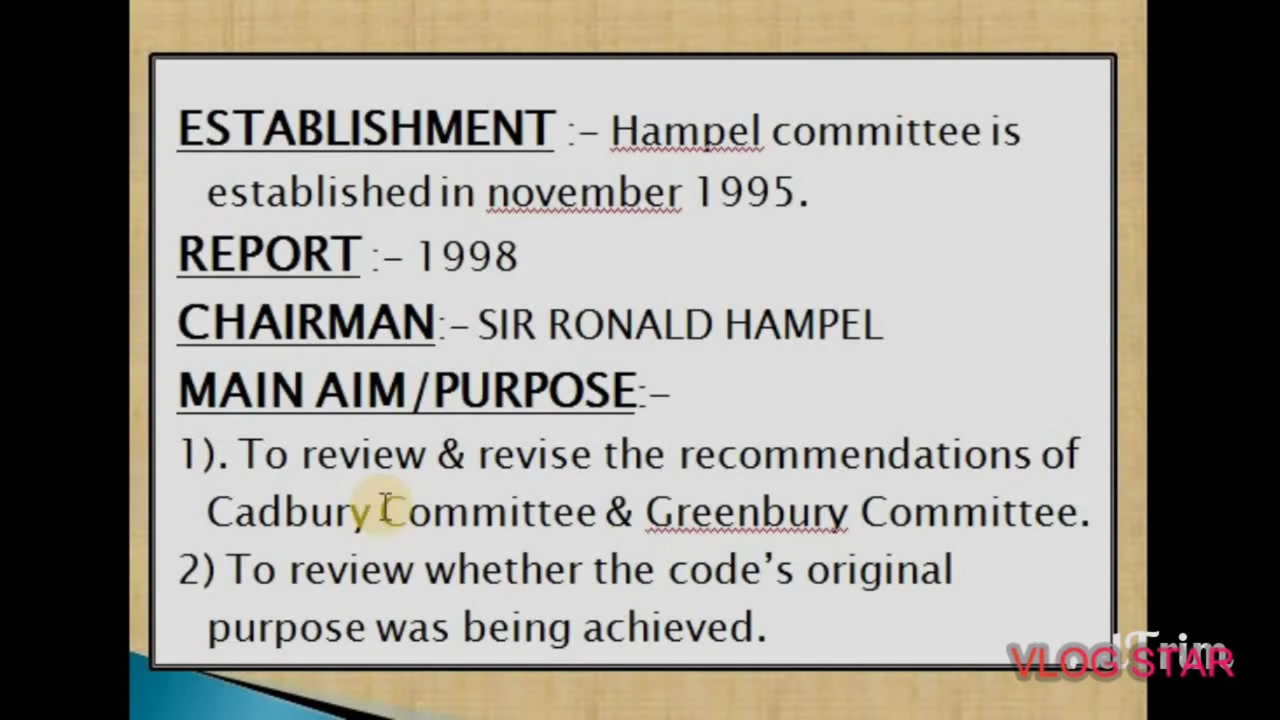 ESTABLISHMENT :- Hampel committee is
established in november 1995.
REPORT :- 1998
CHAIRMAN:- SIR RONALD HAMPEL
MAIN AIM/PURPOSE:-
1). To review & revise the recommendations of
Cadbury Committee & Greenbury Committee.
2) To review whether the code's original
purpose was being achieved.
VLOG STAR